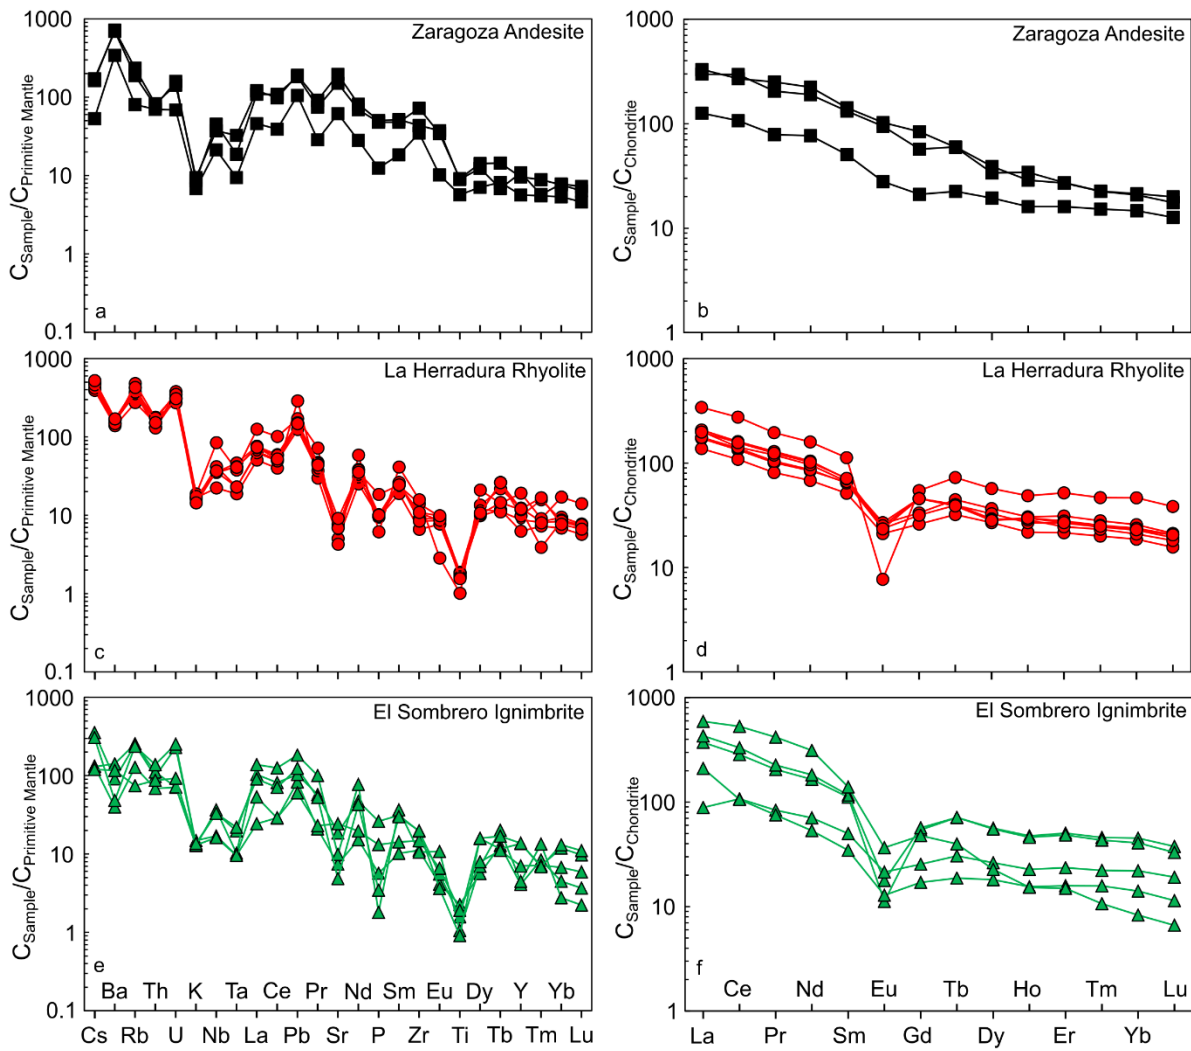 1000
Zaragoza Andesite
100
10
1
0.1
a
CSample/CPrimitive Mantle
1000
Zaragoza Andesite
100
10
1
b
CSample/CChondrite
1000
La Herradura Rhyolite
100
10
1
0.1
c
CSample/CPrimitive Mantle
1000
La Herradura Rhyolite
100
10
1
d
CSample/CChondrite
1000
El Sombrero Ignimbrite
100
10
1
0.1
e
CSample/CPrimitive Mantle
Ba Th K Ta Ce Pr Nd Sm Eu Dy Y Yb
Cs Rb U Nb La Pb Sr P Zr Ti Tb Tm Lu
1000
El Sombrero Ignimbrite
100
10
1
f
CSample/CChondrite
Ce Nd Eu Tb Ho Tm Lu
La Pr Sm Gd Dy Er Yb